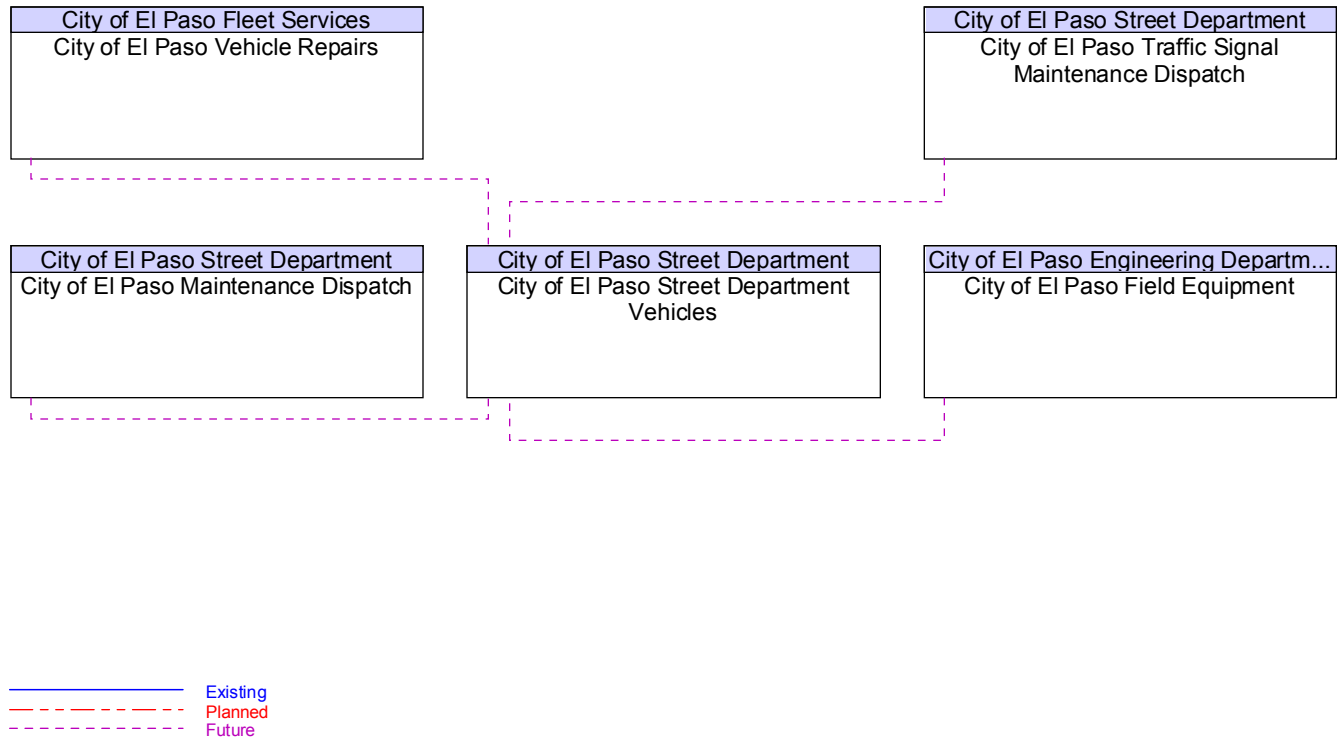 City of El Paso Fleet Services
City of El Paso Vehicle Repairs
City of El Paso Street Department
City of El Paso Traffic Signal
Maintenance Dispatch
City of El Paso Street Department
City of El Paso Maintenance Dispatch
City of El Paso Street Department
City of El Paso Street Department
Vehicles
City of El Paso Engineering Departm...
City of El Paso Field Equipment
Existing
Planned
Future